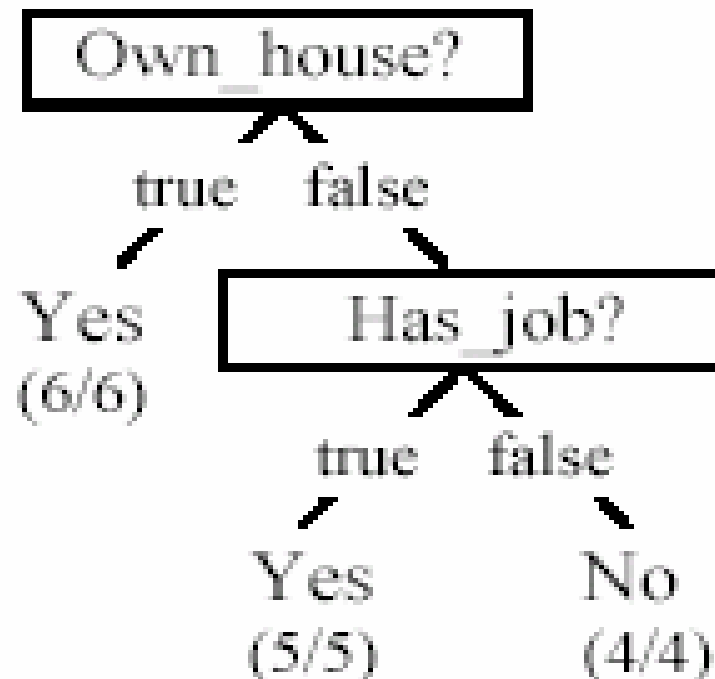 Own_house?
true false
Yes
(6/6)
Has_job?
true false
Yes No
(5/5) (4/4)